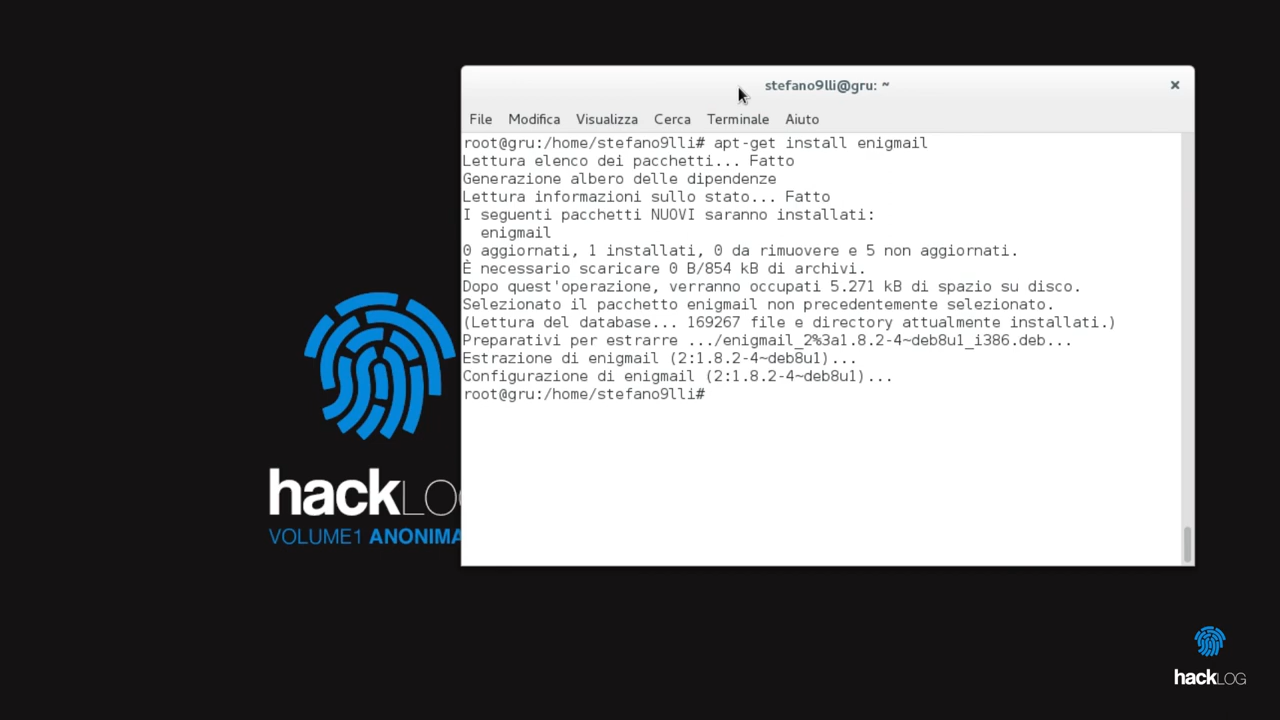 stefano9lli@gru: ~
File Modifica Visualizza Cerca Terminale Aiuto
root@gru:/home/stefano9lli# apt-get install enigmail
Lettura elenco dei pacchetti... Fatto
Generazione albero delle dipendenze
Lettura informazioni sullo stato... Fatto
I seguenti pacchetti NUOVI saranno installati:
enigmail
0 aggiornati, 1 installati, 0 da rimuovere e 5 non aggiornati.
È necessario scaricare 0 B/854 kB di archivi.
Dopo quest'operazione, verranno occupati 5.271 kB di spazio su disco.
Selezionato il pacchetto enigmail non precedentemente selezionato.
(Lettura del database... 169267 file e directory attualmente installati.)
Preparativi per estrarre .../enigmail_2%3a1.8.2-4~deb8u1_i386.deb...
Estrazione di enigmail (2:1.8.2-4~deb8u1)...
Configurazione di enigmail (2:1.8.2-4~deb8u1)...
root@gru:/home/stefano9lli#
hackLO
VOLUME1 ANONIMA
hackLOG